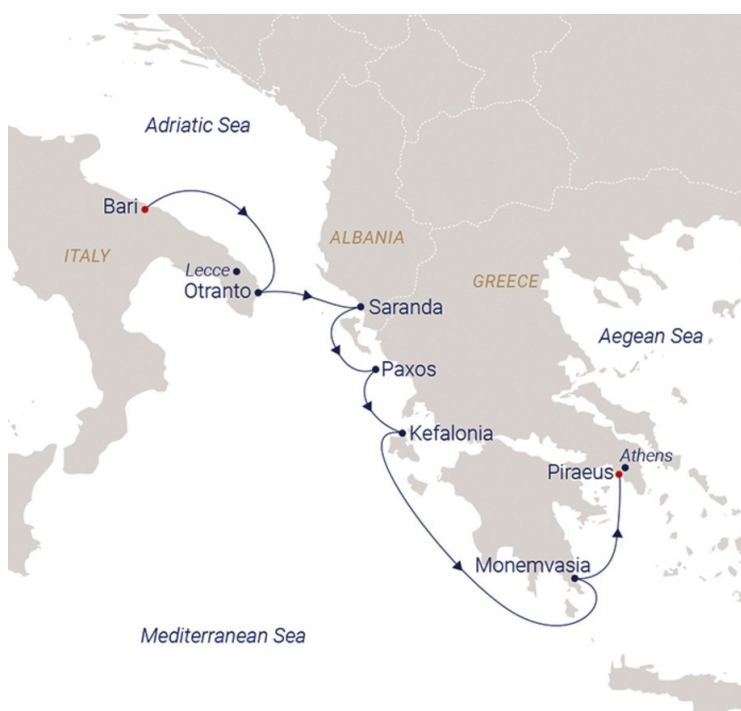 Adriatic Sea
Bari
ALBANIA
ITALY
Lecce
GREECE
Otranto
Saranda
Aegean Sea
Paxos
Kefalonia
Athens
Piraeus
Monemvasia
Mediterranean Sea